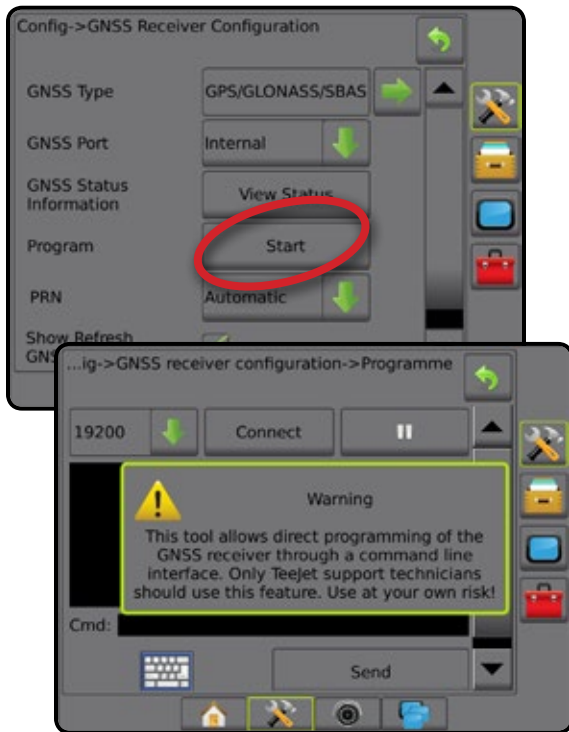 Config->GNSS Receiver Configuration
GNSS Type
GPS/GLONASS/SBAS
GNSS Port
Internal
GNSS Status
Information
View Status
Program
Start
PRN
Automatic
Show Refresh
GN
...ig->GNSS receiver configuration->Programme
19200
Connect
Warning
This tool allows direct programming of the
GNSS receiver through a command line
interface. Only TeeJet support technicians
should use this feature. Use at your own risk!
Cmd:
Send